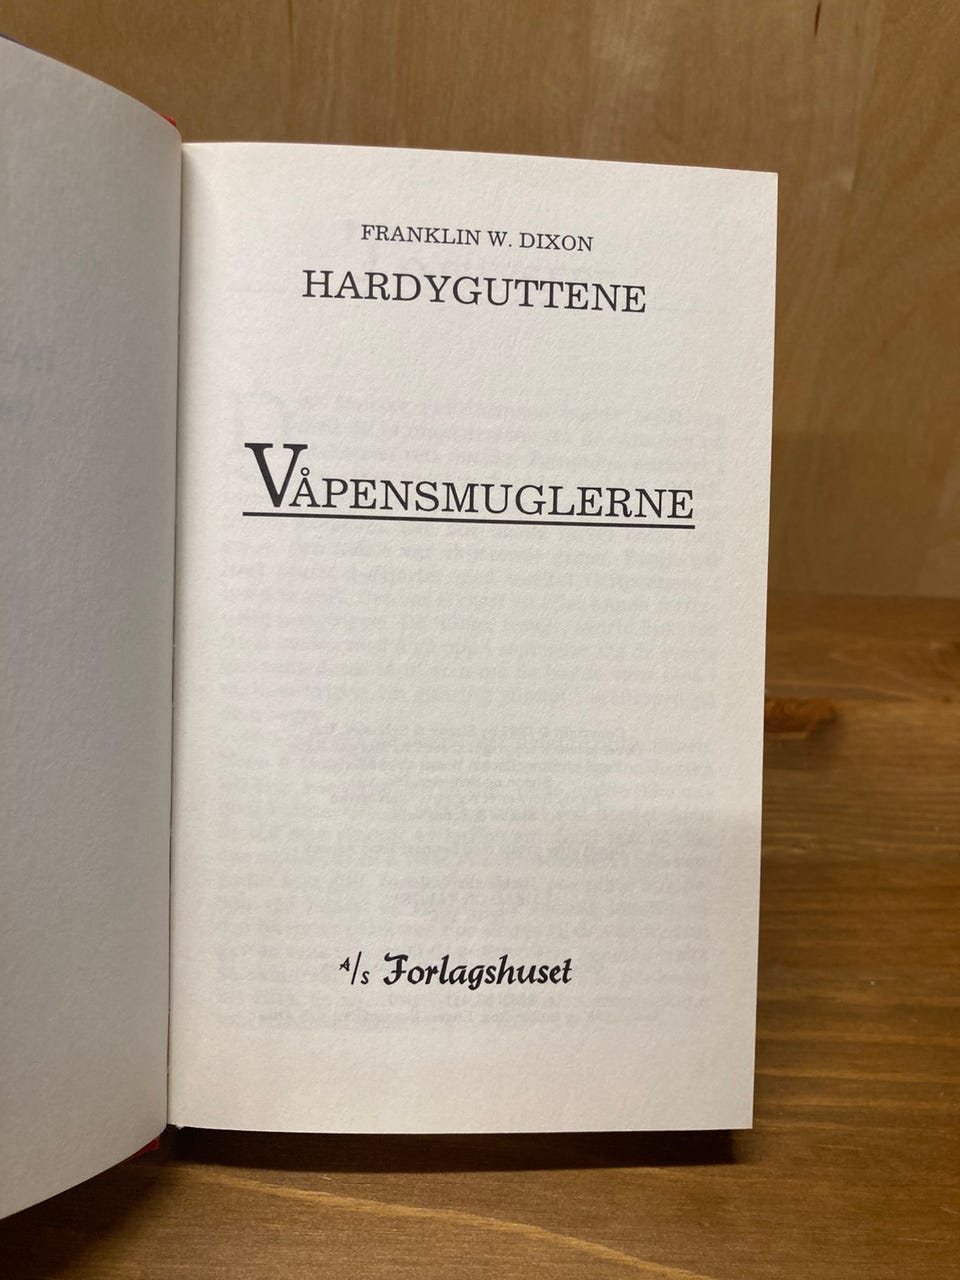 FRANKLIN W. DIXON
HARDYGUTTENE
VÅPENSMUGLERNE
A/s Forlagshuset